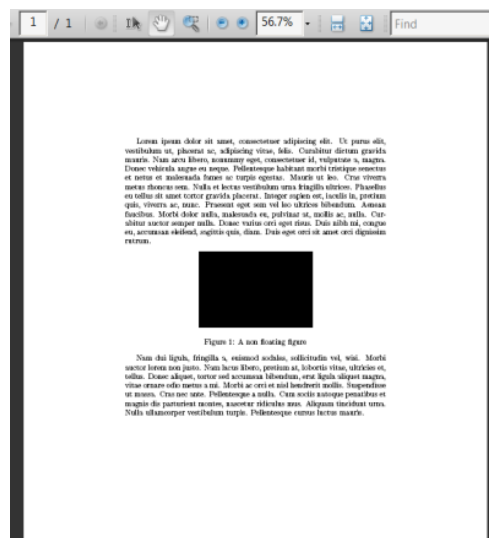 1 / 1 56.7% Find
Lorem ipsum dolor sit amet, consectetuer adipiscing elit. Ut purus elit,
vestibulum ut, placerat ac, adipiscing vitae, felis. Curabitur dictum gravida
mauris. Nam arcu libero, nonummy eget, consectetuer id, vulputate a, magna.
Donec vehicula augue eu neque. Pellentesque habitant morbi tristique senectus
et netus et malesuada fames ac turpis egestas. Mauris ut leo. Cras viverra
metus rhoncus sem. Nulla et lectus vestibulum urna fringilla ultrices. Phasellus
eu tellus sit amet tortor gravida placerat. Integer sapien est, iaculis in, pretium
quis, viverra ac, nunc. Praesent eget sem vel leo ultrices bibendum. Aenean
faucibus. Morbi dolor nulla, malesuada eu, pulvinar at, mollis ac, nulla. Cur-
abitur auctor semper nulla. Donec varius orci eget risus. Duis nibh mi, congue
eu, accumsan eleifend, sagittis quis, diam. Duis eget orci sit amet orci dignissim
rutrum.
Figure 1: A non floating figure
Nam dui ligula, fringilla a, euismod sodales, sollicitudin vel, wisi. Morbi
auctor lorem non justo. Nam lacus libero, pretium at, lobortis vitae, ultricies et,
tellus. Donec aliquet, tortor sed accumsan bibendum, erat ligula aliquet magna,
vitae ornare odio metus a mi. Morbi ac orci et nisl hendrerit mollis. Suspendisse
ut massa. Cras nec ante. Pellentesque a nulla. Cum sociis natoque penatibus et
magnis dis parturient montes, nascetur ridiculus mus. Aliquam tincidunt urna.
Nulla ullamcorper vestibulum turpis. Pellentesque cursus luctus mauris.